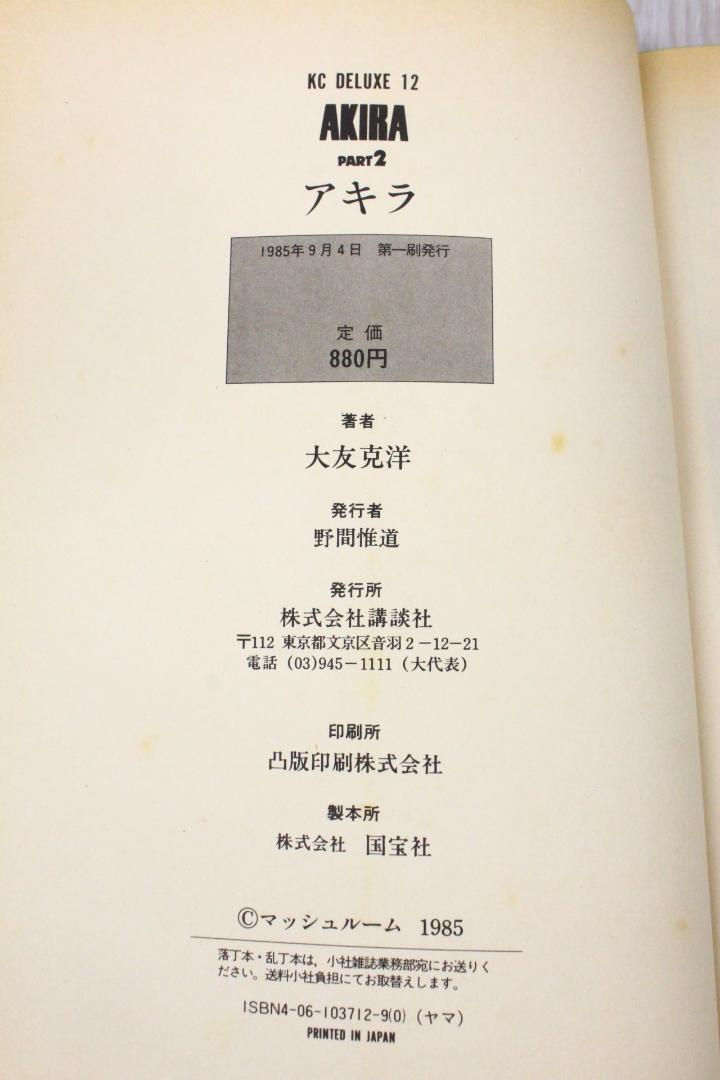 KC DELUXE 12
AKIRA
PART2
アキラ
1985年9月4日 第一刷発行
定価
880円
著者
大友克洋
発行者
野間惟道
発行所
株式会社講談社
〒112 東京都文京区音羽2-12-21
電話 (03)945-1111 (大代表)
印刷所
凸版印刷株式会社
製本所
株式会社 国宝社
©マッシュルーム 1985
落丁本・乱丁本は、小社雑誌業務部宛にお送りく
ださい。送料小社負担にてお取替えします。
ISBN4-06-103712-9(0) (ヤマ)
PRINTED IN JAPAN